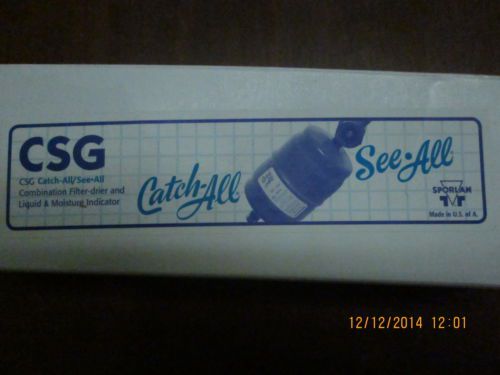 CSG
CSG Catch-All/See•All
Combination Filter-drier and
Liquid & Moisture Indicator
Catch-All
See•All
SPORLAN
Made in U.S. of A.
12/12/2014 12:01